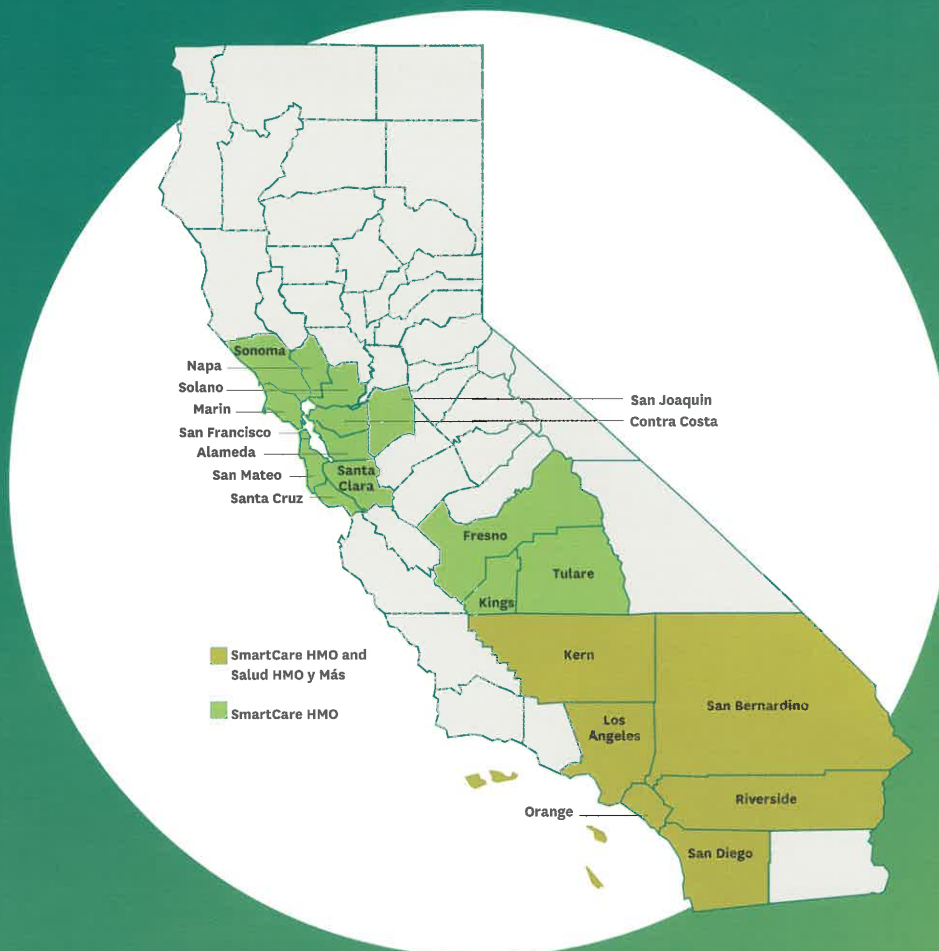 Sonoma
Napa
Solano
Marin
San Francisco
Alameda
San Mateo
Santa Cruz
Santa
Clara
San Joaquin
Contra Costa
Fresno
Tulare
Kings
SmartCare HMO and
Salud HMO y Más
SmartCare HMO
Kern
San Bernardino
Los
Angeles
Riverside
Orange
San Diego